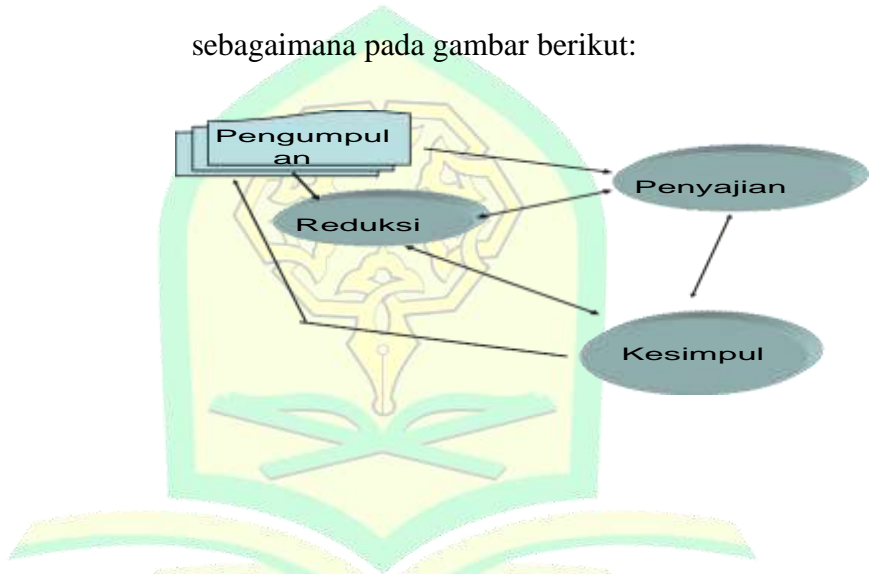 sebagaimana pada gambar berikut:
Pengumpul
an
Penyajian
Reduksi
Kesimpul